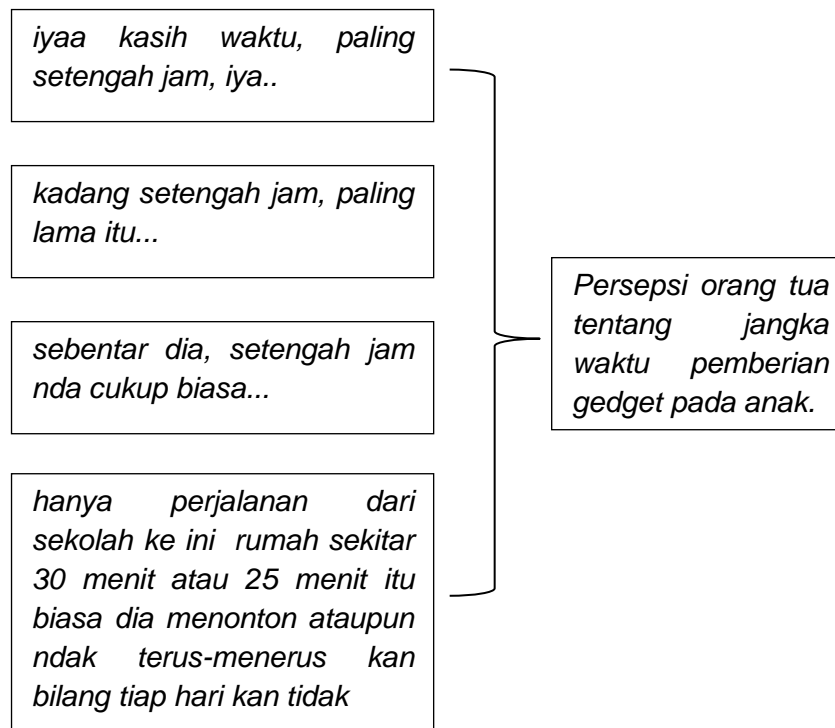 iyaa kasih waktu, paling
setengah jam, iya..
kadang setengah jam, paling
lama itu...
sebentar dia, setengah jam
nda cukup biasa...
hanya perjalanan dari
sekolah ke ini rumah sekitar
30 menit atau 25 menit itu
biasa dia menonton ataupun
ndak terus-menerus kan
bilang tiap hari kan tidak
Persepsi orang tua
tentang jangka
waktu pemberian
gedget pada anak.